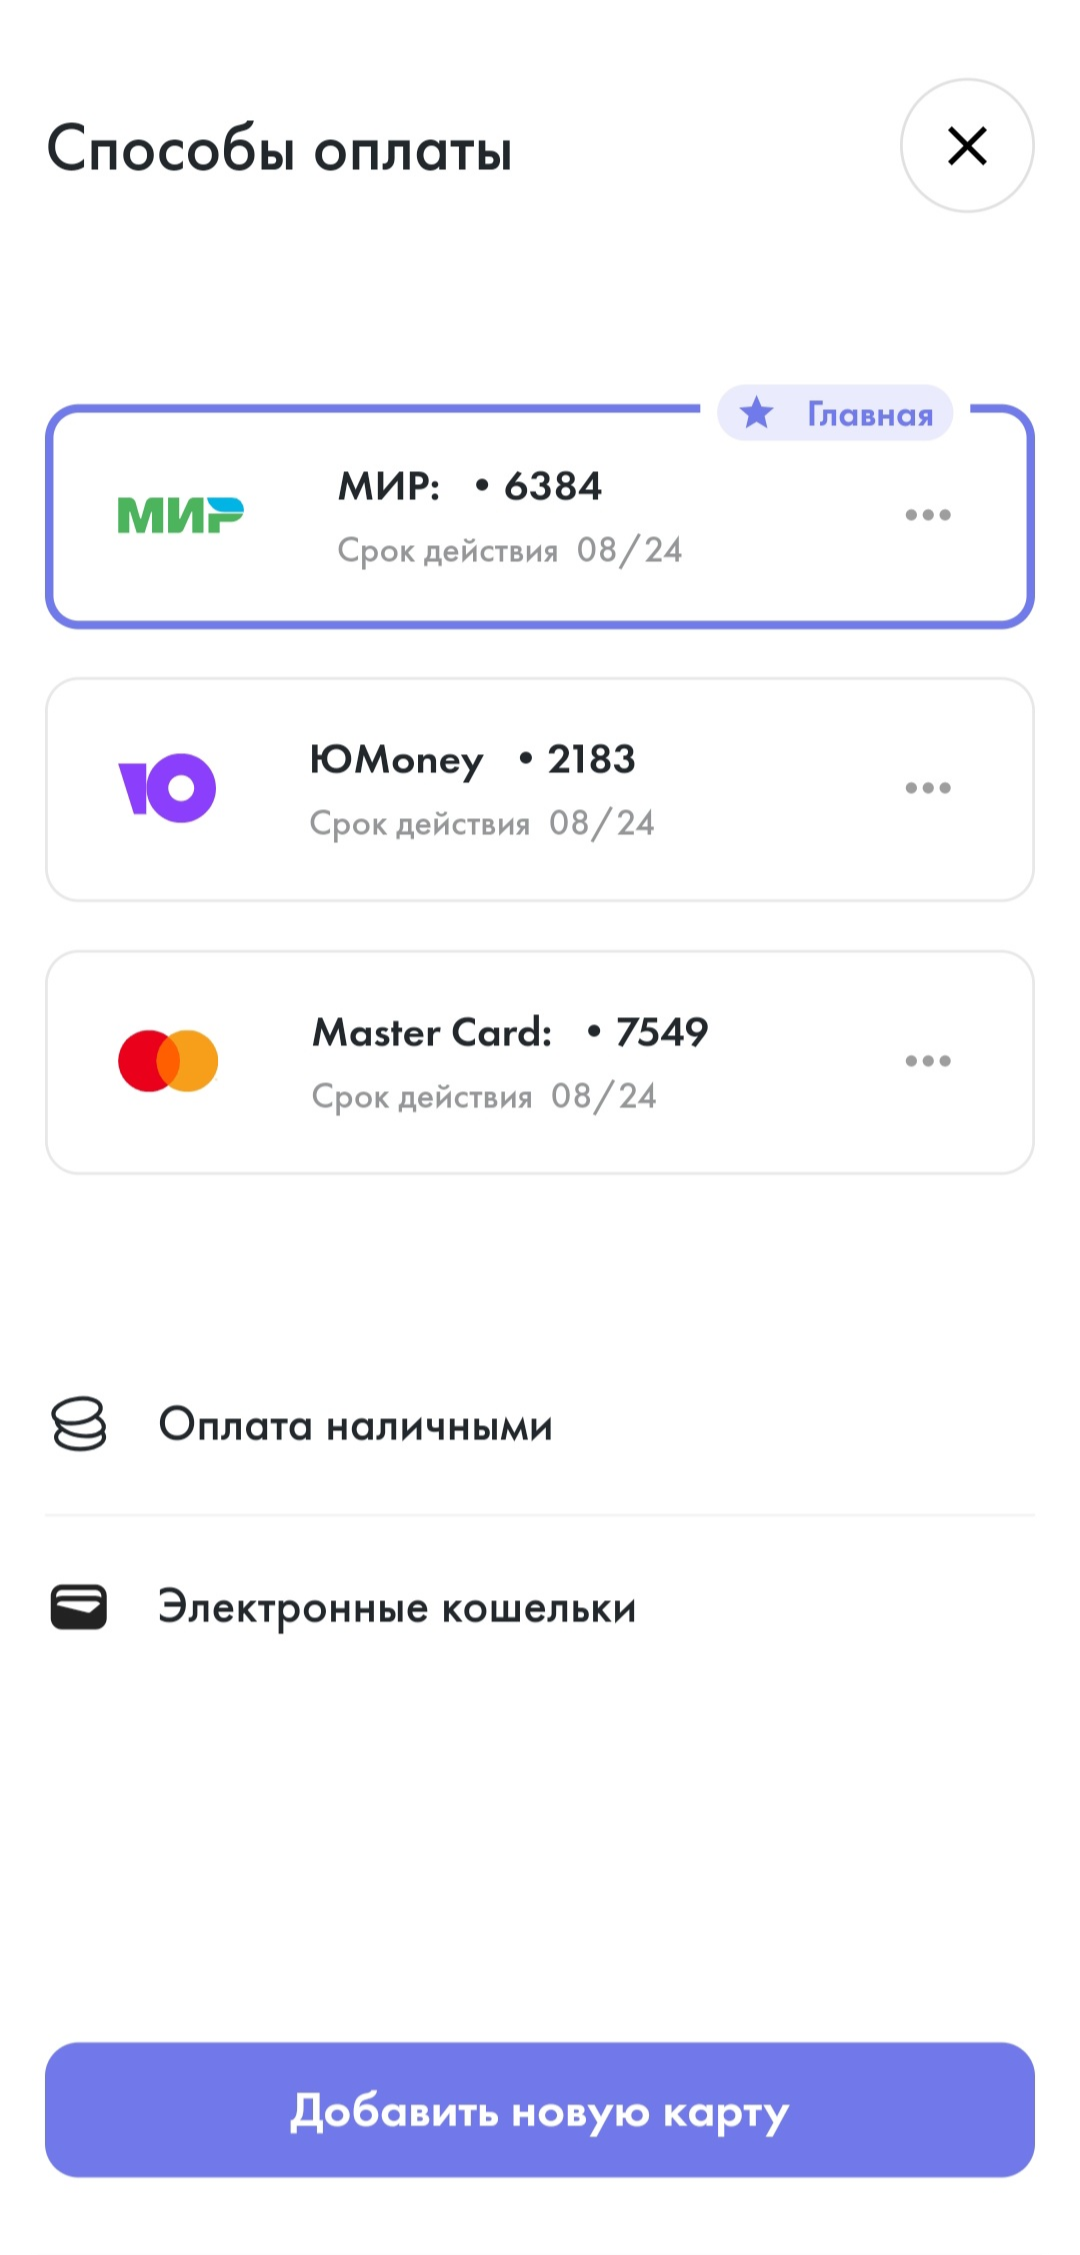 Способы оплаты
Главная
МИР
МИР: • 6384
Срок действия 08/24
Ю
ЮMoney • 2183
Срок действия 08/24
Master Card: • 7549
Срок действия 08/24
Оплата наличными
Электронные кошельки
Добавить новую карту